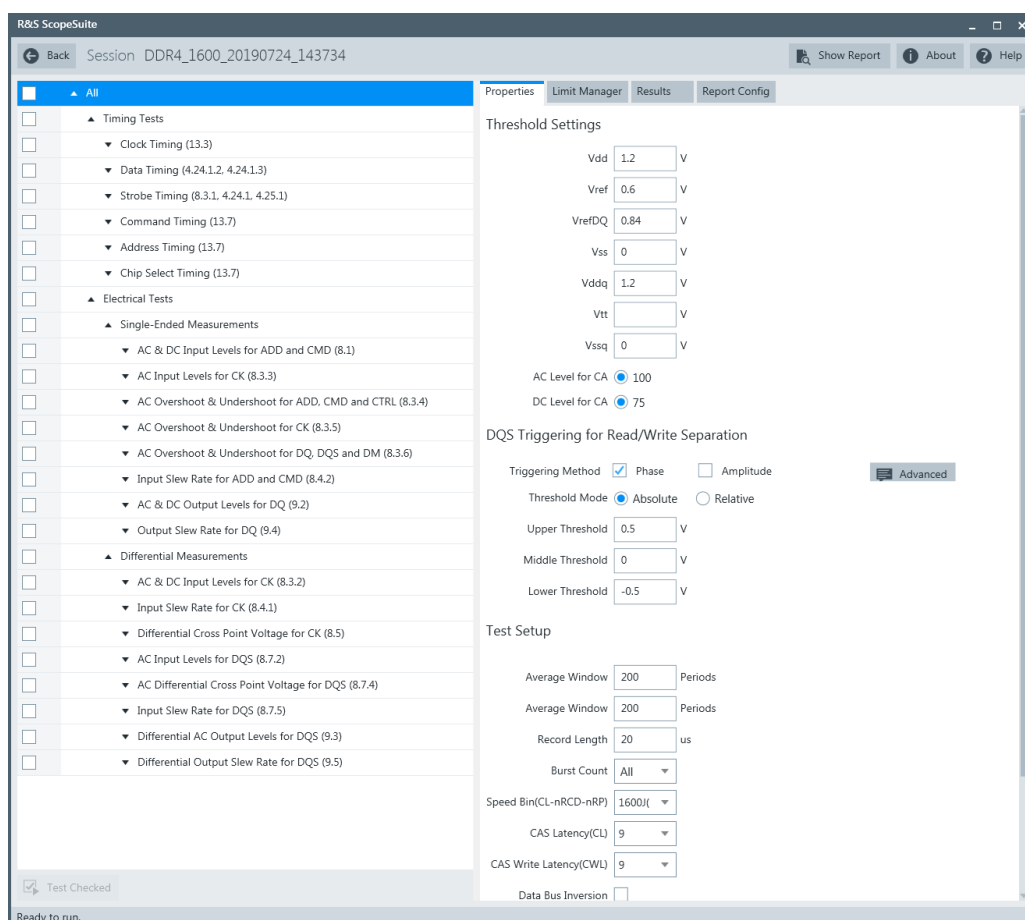 R&S ScopeSuite
Back Session DDR4_1600_20190724_143734 Show Report About Help
All
Timing Tests
Clock Timing (13.3)
Data Timing (4.24.1.2, 4.24.1.3)
Strobe Timing (8.3.1, 4.24.1, 4.25.1)
Command Timing (13.7)
Address Timing (13.7)
Chip Select Timing (13.7)
Electrical Tests
Single-Ended Measurements
AC & DC Input Levels for ADD and CMD (8.1)
AC Input Levels for CK (8.3.3)
AC Overshoot & Undershoot for ADD, CMD and CTRL (8.3.4)
AC Overshoot & Undershoot for CK (8.3.5)
AC Overshoot & Undershoot for DQ, DQS and DM (8.3.6)
Input Slew Rate for ADD and CMD (8.4.2)
AC & DC Output Levels for DQ (9.2)
Output Slew Rate for DQ (9.4)
Differential Measurements
AC & DC Input Levels for CK (8.3.2)
Input Slew Rate for CK (8.4.1)
Differential Cross Point Voltage for CK (8.5)
AC Input Levels for DQS (8.7.2)
AC Differential Cross Point Voltage for DQS (8.7.4)
Input Slew Rate for DQS (8.7.5)
Differential AC Output Levels for DQS (9.3)
Differential Output Slew Rate for DQS (9.5)
Test Checked
Ready to run.
Properties Limit Manager Results Report Config
Threshold Settings
Vdd 1.2 V
Vref 0.6 V
VrefDQ 0.84 V
Vss 0 V
Vddq 1.2 V
Vtt V
Vssq 0 V
AC Level for CA 100
DC Level for CA 75
DQS Triggering for Read/Write Separation
Triggering Method Phase Amplitude Advanced
Threshold Mode Absolute Relative
Upper Threshold 0.5 V
Middle Threshold 0 V
Lower Threshold -0.5 V
Test Setup
Average Window 200 Periods
Average Window 200 Periods
Record Length 20 us
Burst Count All
Speed Bin(CL-nRCD-nRP) 1600J(
CAS Latency(CL) 9
CAS Write Latency(CWL) 9
Data Bus Inversion